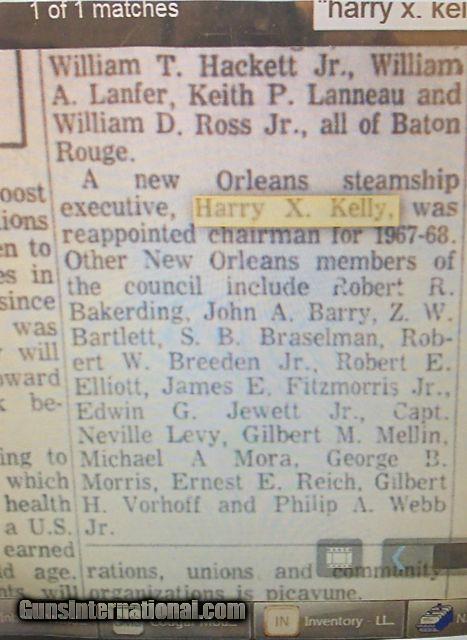 1 of 1 matches
"harry x. kel
William T. Hackett Jr., William
A. Lanfer, Keith P. Lanneau and
William D. Ross Jr., all of Baton
Rouge.
A new Orleans steamship
executive, Harry X. Kelly, was
reappointed chairman for 1967-68.
Other New Orleans members of
the council include Robert R.
Bakerding, John A. Barry, Z. W.
Bartlett, S. B. Braselman, Rob-
ert W. Breeden Jr., Robert E.
Elliott, James E. Fitzmorris Jr.,
Edwin G. Jewett Jr., Capt.
Neville Levy, Gilbert M. Mellin,
Michael A Mora, George B.
Morris, Ernest E. Reich, Gilbert
H. Vorhoff and Philip A. Webb
Jr.
rations, unions and community
organizations is picayune.
oost
ions
en to
es in
since
was
will
oward
be-
ing to
which
health
a U.S.
earned
d age.
will
GunsInternational.com
IN Inventory - LL...